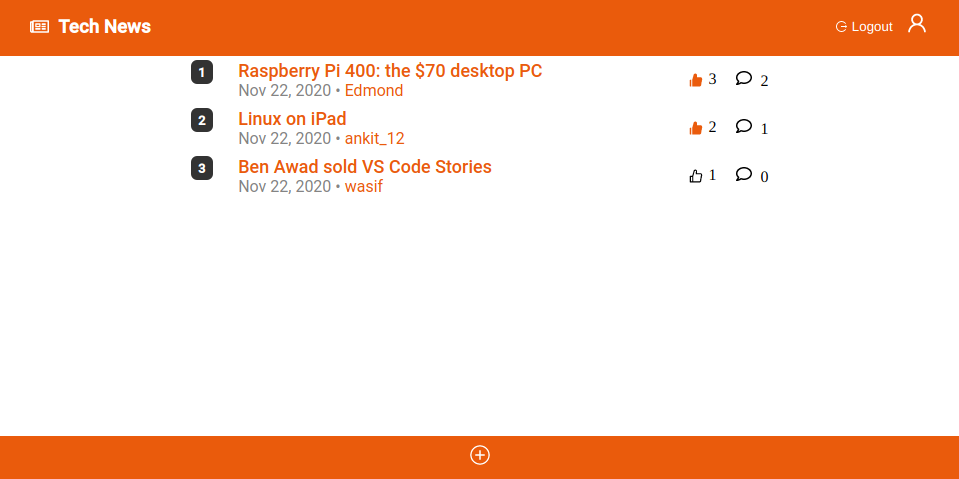 Tech News
Logout
1
Raspberry Pi 400: the $70 desktop PC
3
2
Nov 22, 2020 • Edmond
2
Linux on iPad
2
1
Nov 22, 2020 • ankit_12
3
Ben Awad sold VS Code Stories
1
0
Nov 22, 2020 • wasif